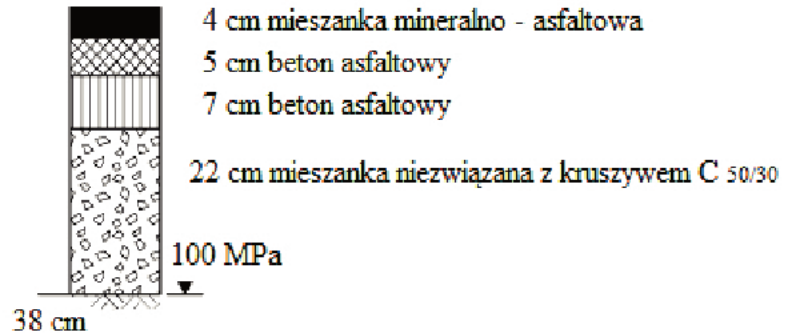 4 cm mieszanka mineralno - asfaltowa
5 cm beton asfaltowy
7 cm beton asfaltowy
22 cm mieszanka niezwiązana z kruszywem C 50/30
100 MPa
38 cm